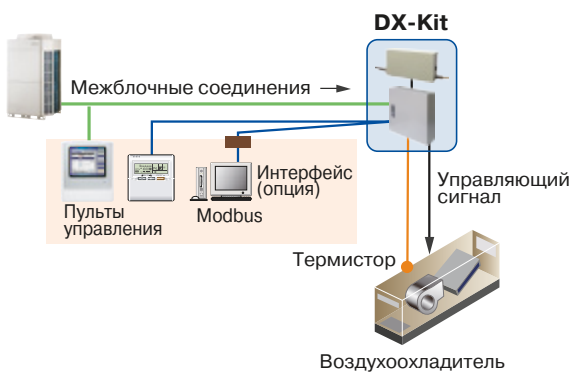 DX-Kit
Межблочные соединения
Интерфейс
(опция)
Пульты
управления
Modbus
Управляющий
сигнал
Термистор
Воздухоохладитель